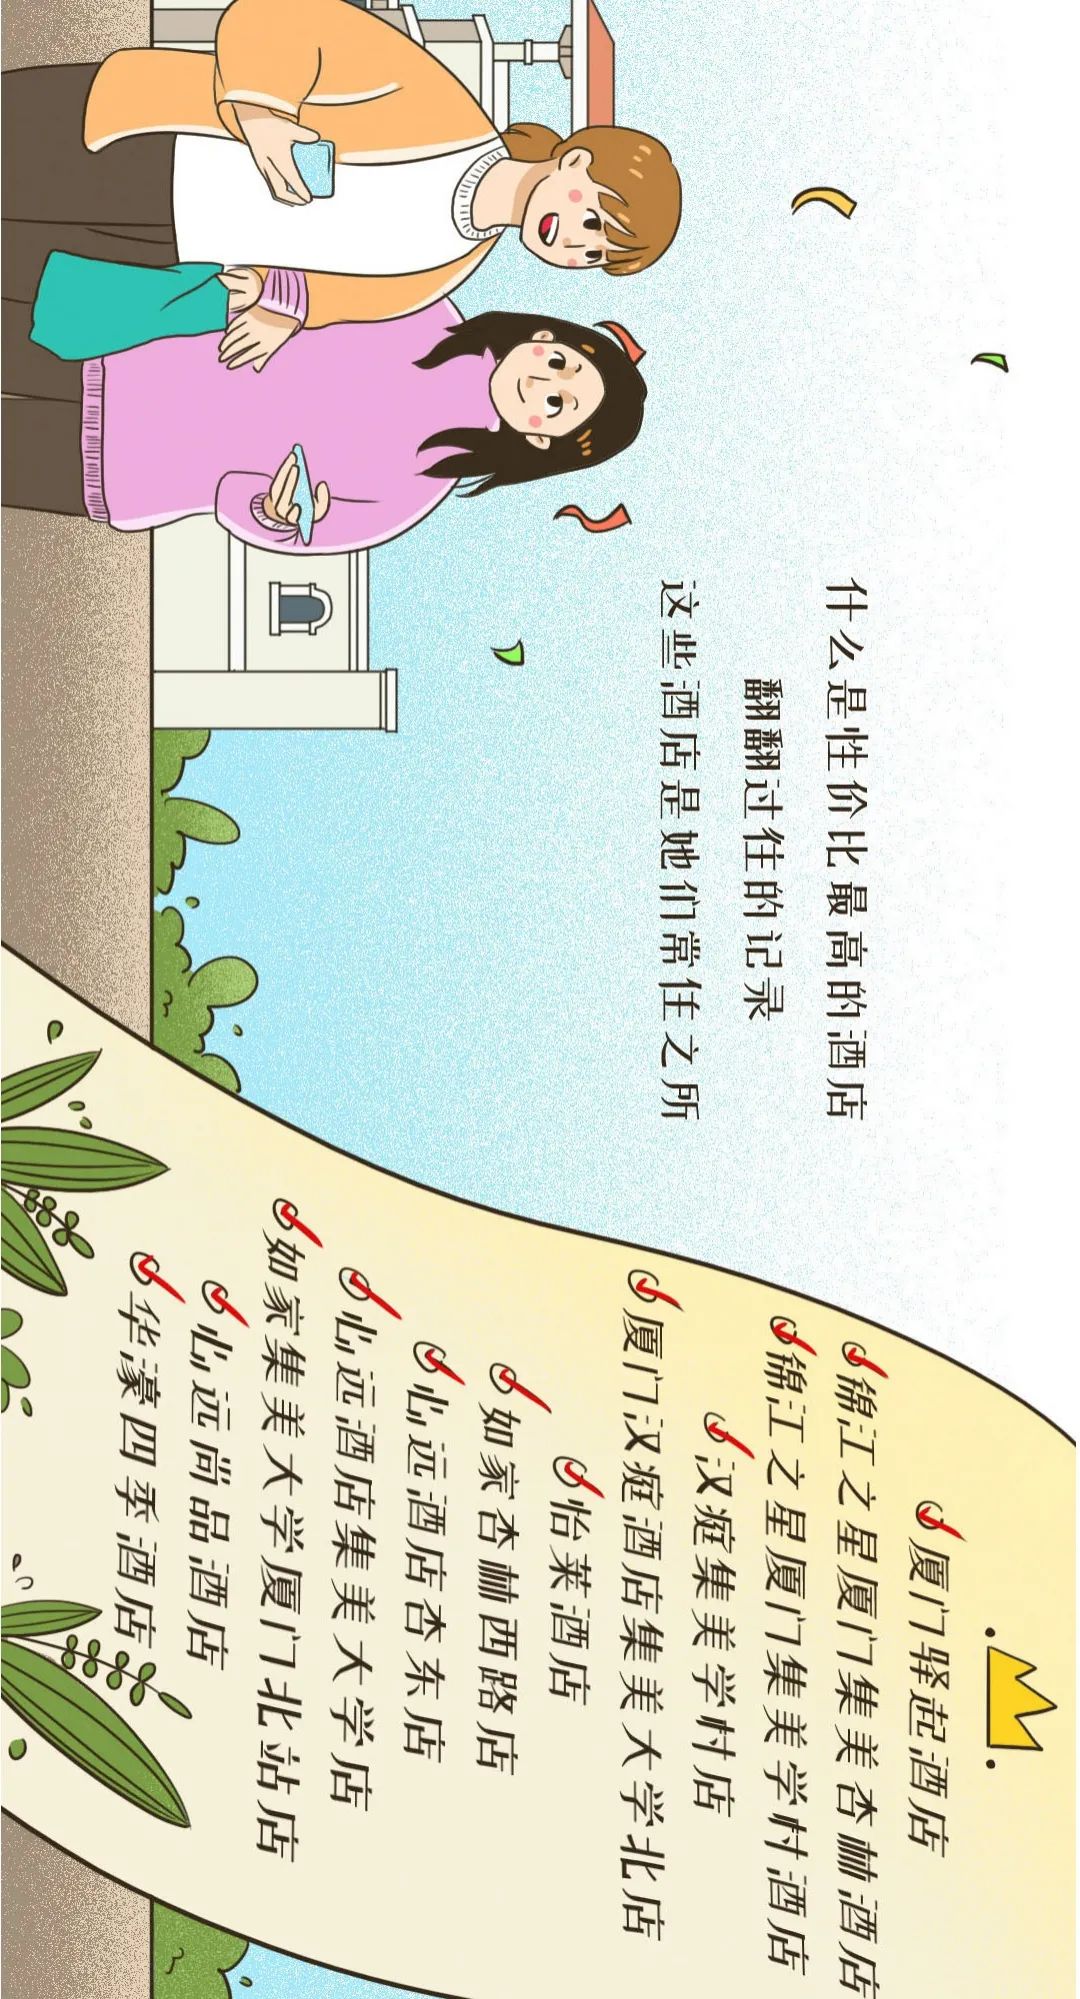 什么是性价比最高的酒店
翻翻过往的记录
这些酒店是她们常住之所
厦门驿起酒店
锦江之星厦门集美杏林酒店
锦江之星厦门集美学村酒店
汉庭集美学村店
厦门汉庭酒店集美大学北店
怡莱酒店
如家杏林西路店
心远酒店杏东店
心远酒店集美大学店
如家集美大学厦门北站店
心远尚品酒店
华濠四季酒店